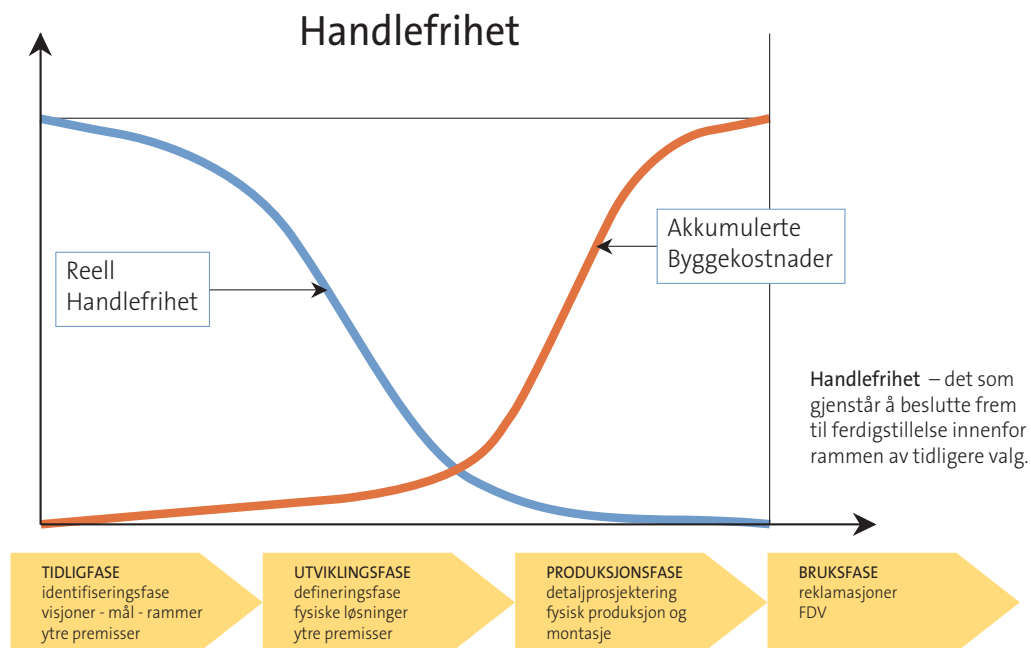 Handlefrihet
Reell
Handlefrihet
Akkumulerte
Byggekostnader
Handlefrihet – det som
gjenstår å beslutte frem
til ferdigstillelse innenfor
rammen av tidligere valg.
TIDLIGFASE
identifiseringsfase
visjoner - mål - rammer
ytre premisser
UTVIKLINGSFASE
defineringsfase
fysiske løsninger
ytre premisser
PRODUKSJONSFASE
detaljprosjektering
fysisk produksjon og
montasje
BRUKSFASE
reklamasjoner
FDV